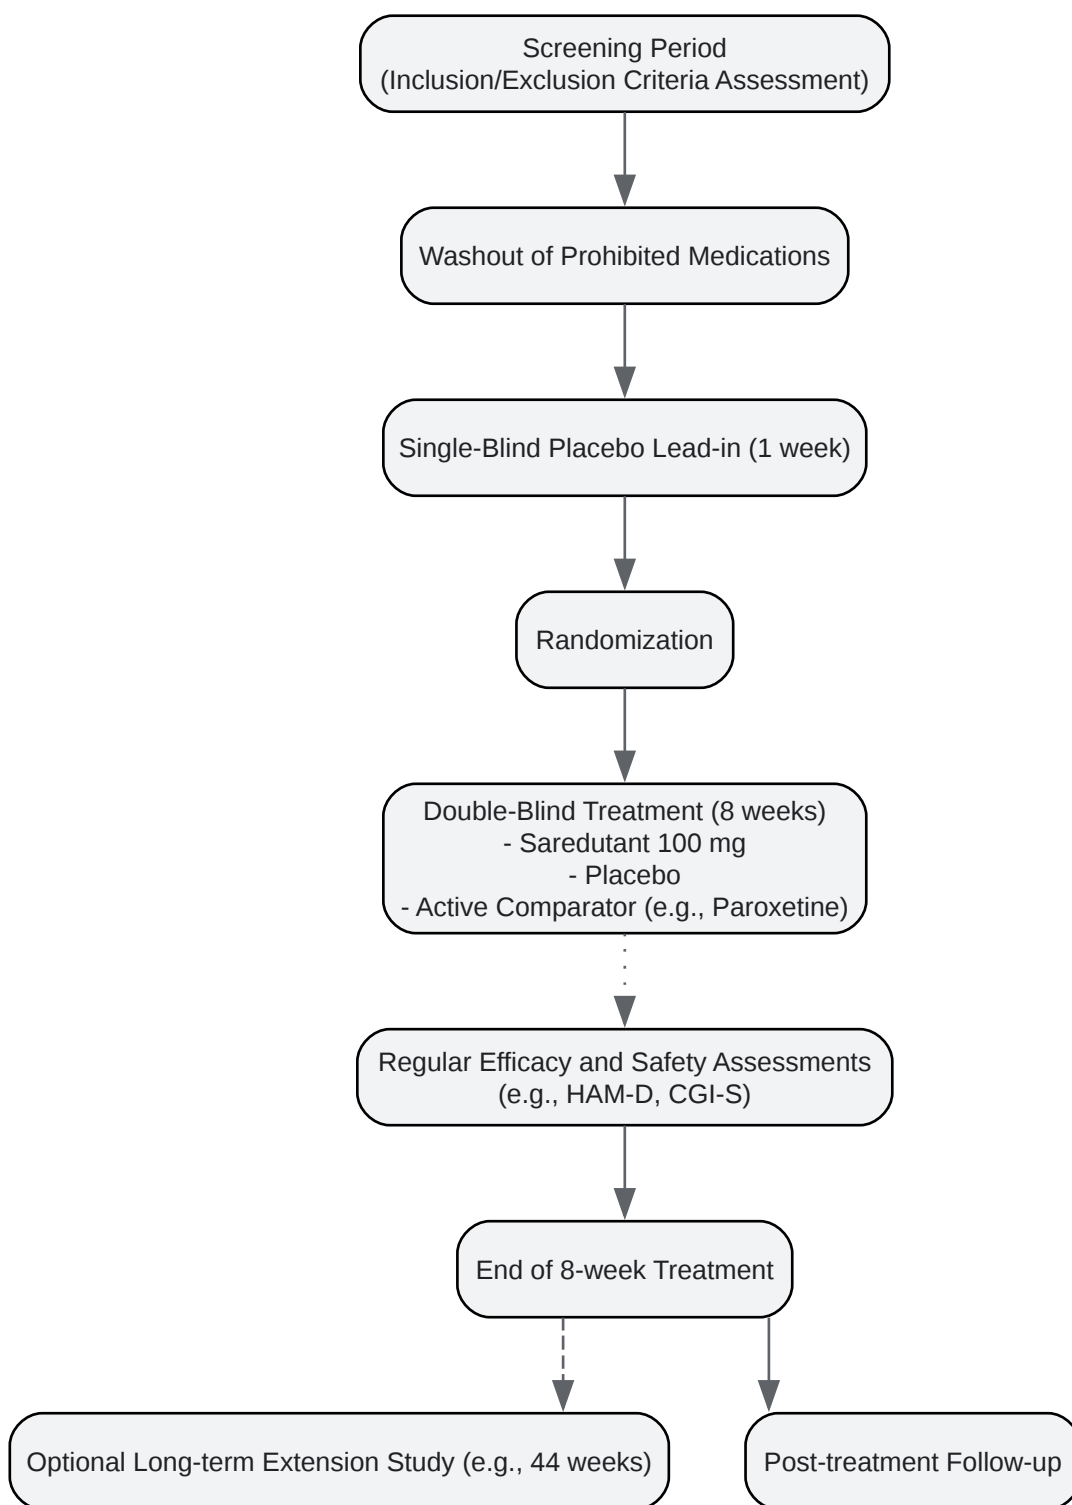 Screening Period
(Inclusion/Exclusion Criteria Assessment)
Washout of Prohibited Medications
Single-Blind Placebo Lead-in (1 week)
Randomization
Double-Blind Treatment (8 weeks)
- Saredutant 100 mg
- Placebo
- Active Comparator (e.g., Paroxetine)
Regular Efficacy and Safety Assessments
(e.g., HAM-D, CGI-S)
End of 8-week Treatment
Optional Long-term Extension Study (e.g., 44 weeks)
Post-treatment Follow-up